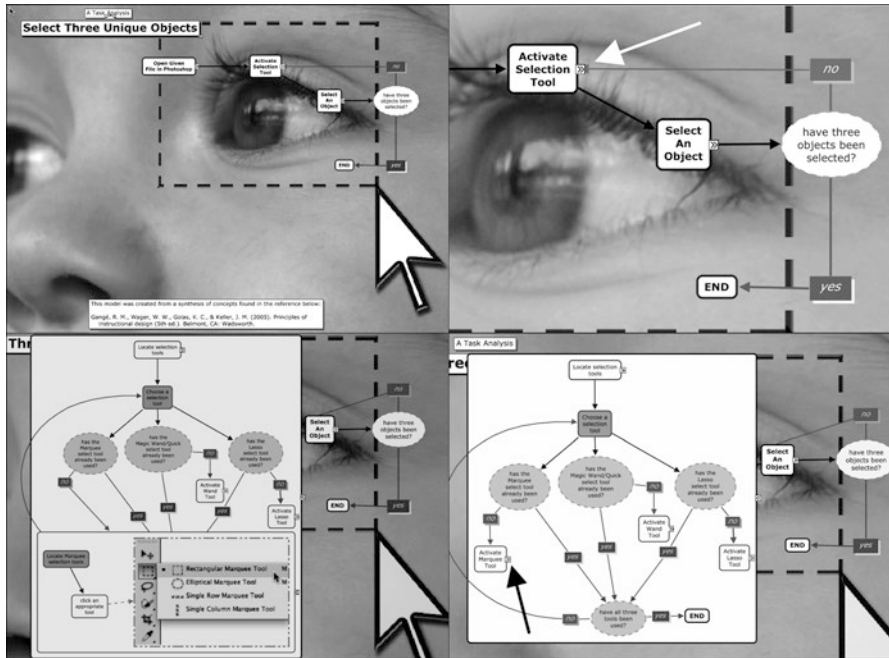 A Task Analysis
Select Three Unique Objects
Open Given
File in Photoshop
Activate
Selection
Tool
no
Select
An
Object
have three
objects been
selected?
END
yes
This model was created from a synthesis of concepts found in the reference below:
Gangé, R. M., Wager, W. W., Golas, K. C., & Keller, J. M. (2005). Principles of
instructional design (5th ed.). Belmont, CA: Wadsworth.
Activate
Selection
Tool
no
Select
An
Object
have three
objects been
selected?
END
yes
Thr
Locate selection
tools
Choose a
selection
tool
has the
Marquee
select tool
already been
used?
has the
Magic Wand/Quick
select tool
already been
used?
has the
Lasso
select tool
already been
used?
no
no
no
Activate
Wand Tool
Activate
Lasso Tool
yes
yes
yes
Locate Marquee
selection tools
click an
appropriate
tool
Rectangular Marquee Tool M
Elliptical Marquee Tool M
Single Row Marquee Tool
Single Column Marquee Tool
Select
An
Object
no
have three
objects been
selected?
END
yes
A Task Analysis
Locate selection
tools
Choose a
selection
tool
has the
Marquee
select tool
already been
used?
has the
Magic Wand/Quick
select tool
already been
used?
has the
Lasso
select tool
already been
used?
no
no
no
Activate
Marquee
Tool
Activate
Wand
Tool
Activate
Lasso
Tool
yes
yes
yes
have all three
tools been
used?
no
yes
END
Select
An
Object
no
have three
objects been
selected?
END
yes